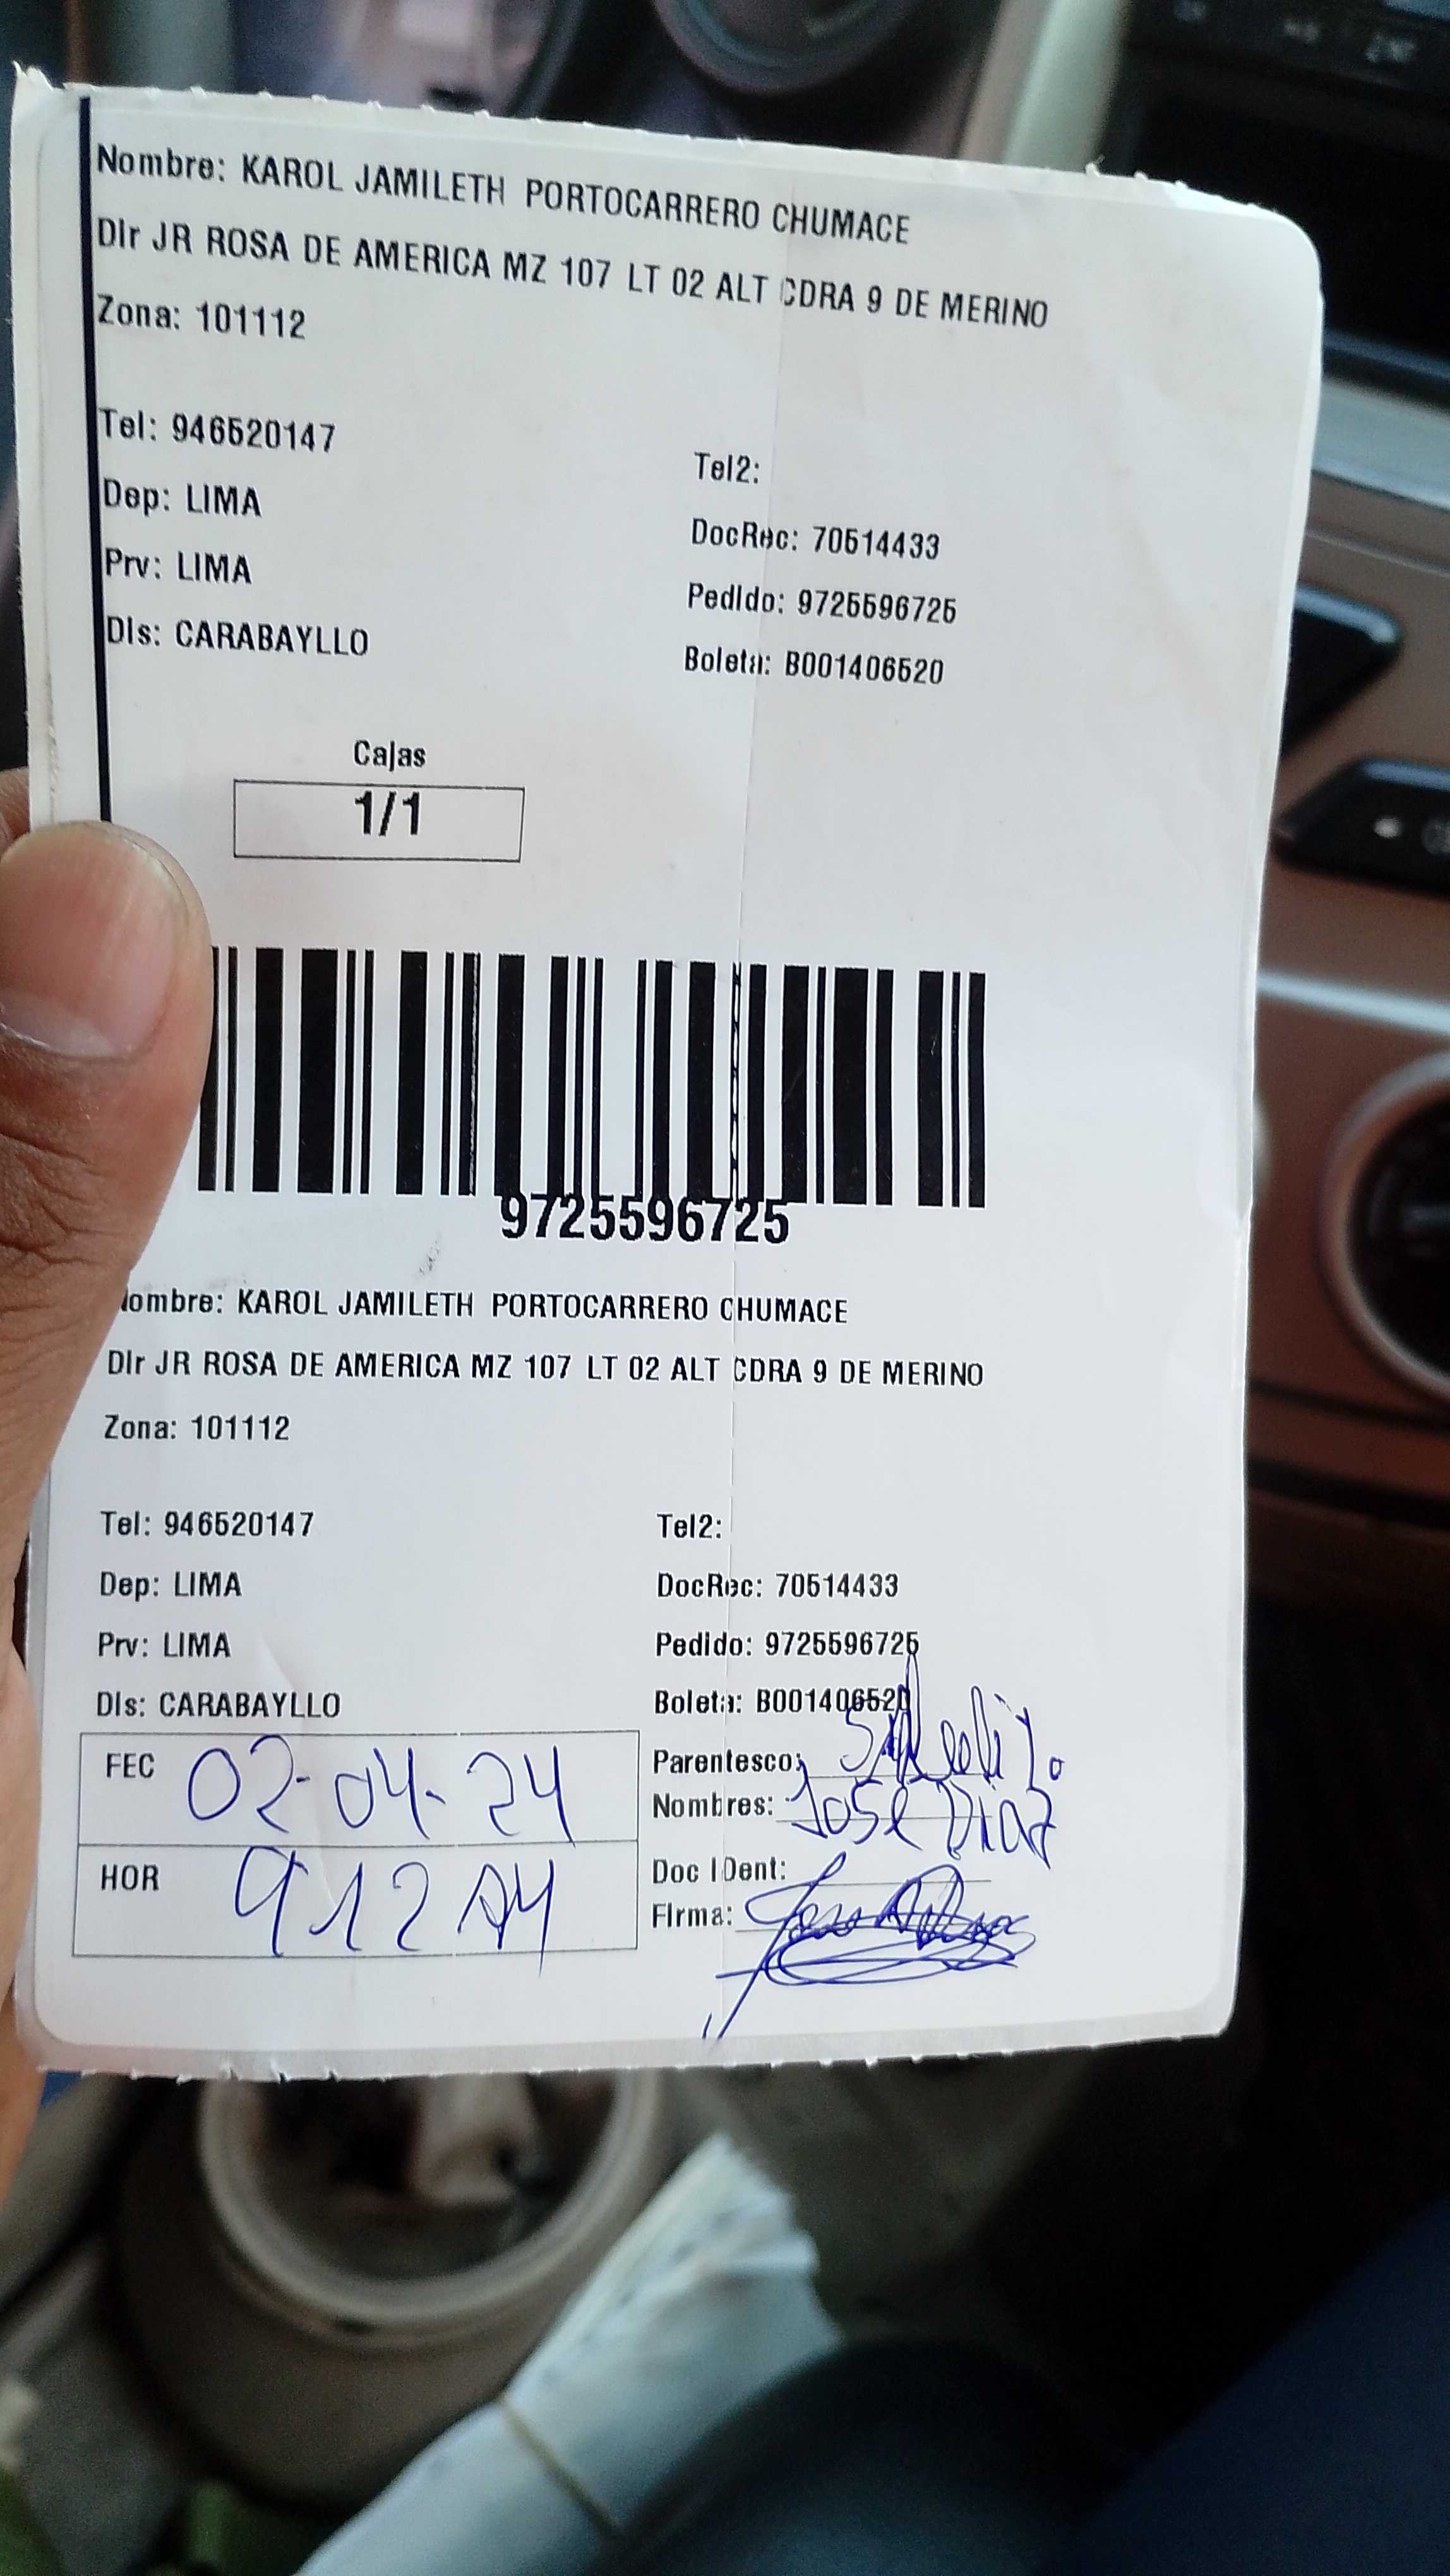 Nombre: KAROL JAMILETH PORTOCARRERO CHUMACE
Dir JR ROSA DE AMERICA MZ 107 LT 02 ALT CDRA 9 DE MERINO
Zona: 101112
Tel: 946520147
Tel2:
Dep: LIMA
DocRec: 70514433
Prv: LIMA
Pedido: 9725596725
Dis: CARABAYLLO
Boleta: B001406520
Cajas
1/1
9725596725
Nombre: KAROL JAMILETH PORTOCARRERO CHUMACE
Dir JR ROSA DE AMERICA MZ 107 LT 02 ALT CDRA 9 DE MERINO
Zona: 101112
Tel: 946520147
Tel2:
Dep: LIMA
DocRec: 70514433
Prv: LIMA
Pedido: 9725596725
Dis: CARABAYLLO
Boleta: B001406520
FEC 02-04-24
Parentesco:
Nombres: José Diaz
HOR 912 AM
Doc IDent:
Firma: